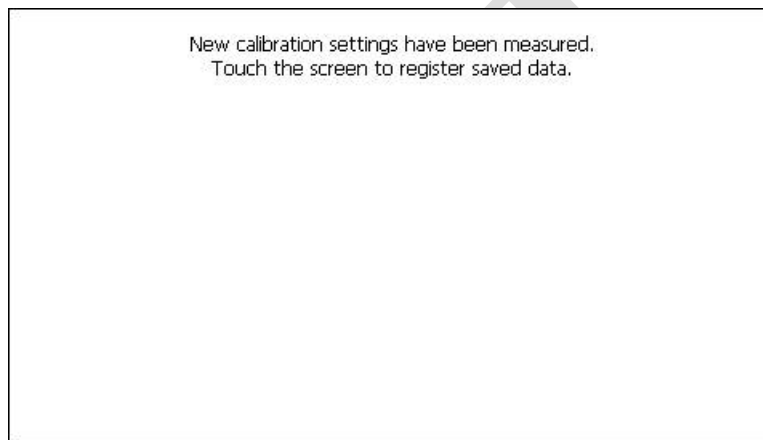 New calibration settings have been measured.
Touch the screen to register saved data.